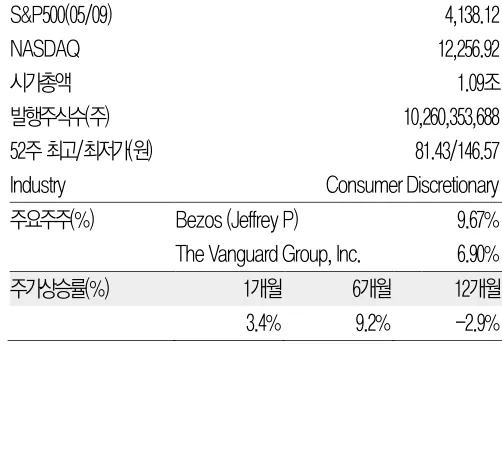 S&P500(05/09) 4,138.12
NASDAQ 12,256.92
시가총액 1.09조
발행주식수(주) 10,260,353,688
52주 최고/최저가(원) 81.43/146.57
Industry Consumer Discretionary
주요주주(%) Bezos (Jeffrey P) 9.67%
The Vanguard Group, Inc. 6.90%
주가상승률(%) 1개월 6개월 12개월
3.4% 9.2% -2.9%